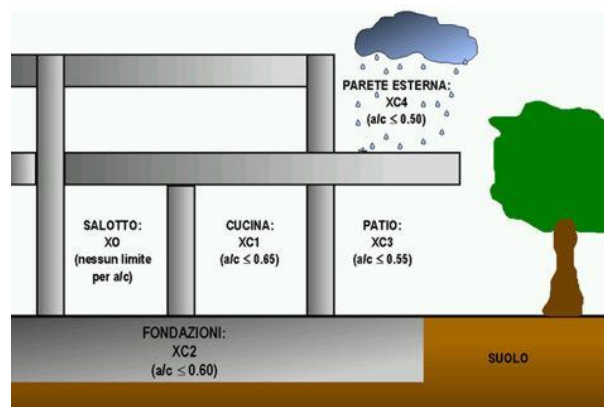 PARETE ESTERNA:
XC4
(a/c ≤ 0.50)
SALOTTO:
XO
(nessun limite
per a/c)
CUCINA:
XC1
(a/c ≤ 0.65)
PATIO:
XC3
(a/c ≤ 0.55)
FONDAZIONI:
XC2
(a/c ≤ 0.60)
SUOLO